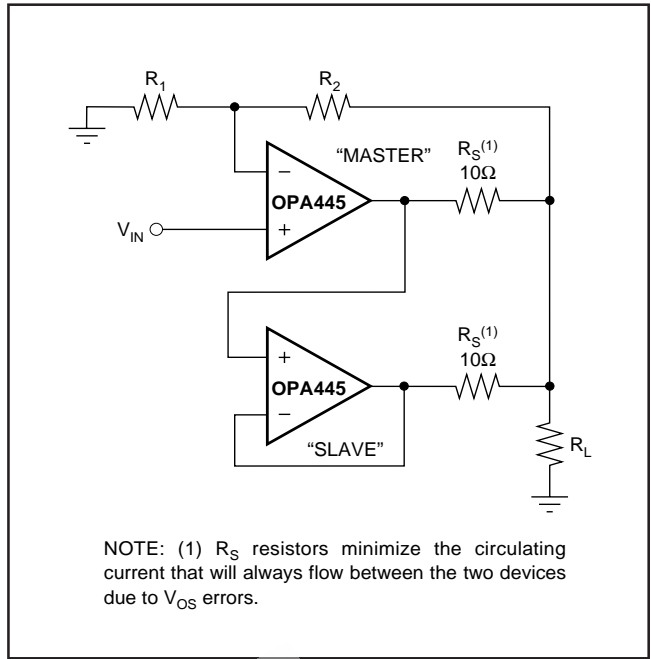 R1
R2
“MASTER”
RS(1)
10Ω
−
OPA445
+
VIN
RS(1)
10Ω
+
OPA445
−
“SLAVE”
RL
NOTE: (1) RS resistors minimize the circulating
current that will always flow between the two devices
due to VOS errors.